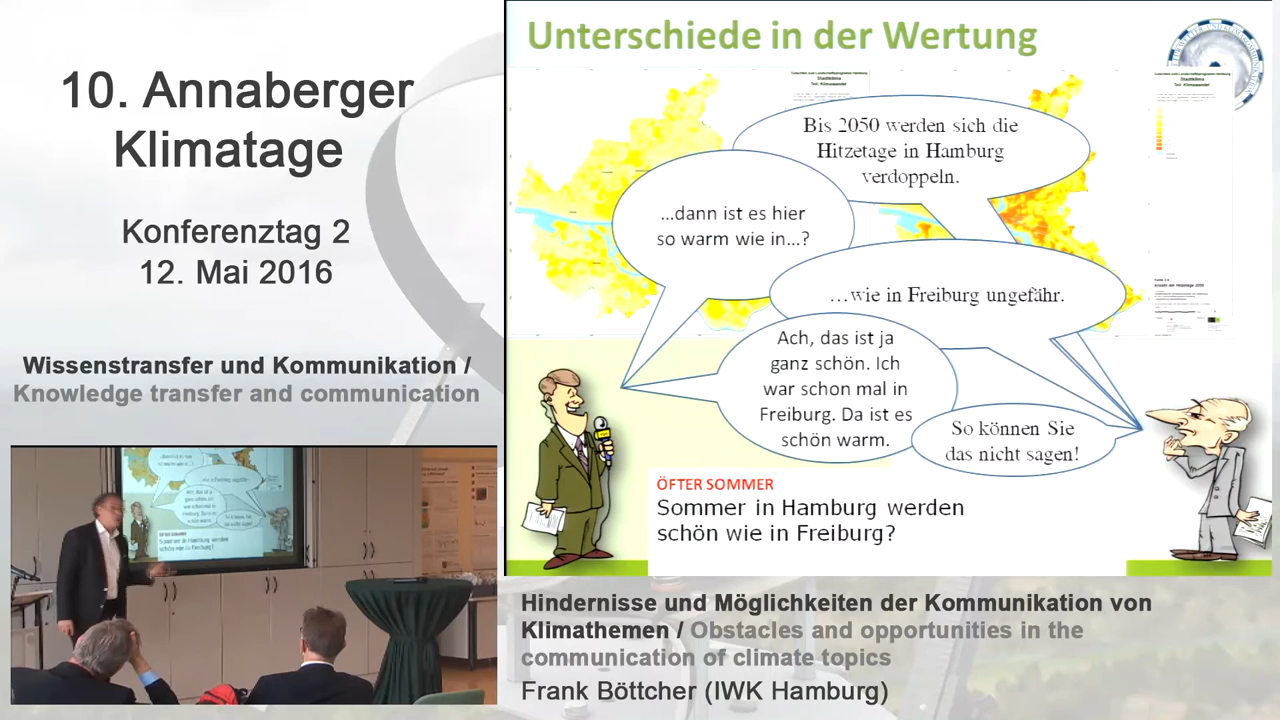 10. Annaberger
Klimatage
Konferenztag 2
12. Mai 2016
Wissenstransfer und Kommunikation /
Knowledge transfer and communication
Unterschiede in der Wertung
Stadtklima
Bis 2050 werden sich die
Hitzetage in Hamburg
verdoppeln.
...dann ist es hier
so warm wie in...?
...wie in Freiburg ungefähr.
Ach, das ist ja
ganz schön. Ich
war schon mal in
Freiburg. Da ist es
schön warm.
So können Sie
das nicht sagen!
ÖFTER SOMMER
Sommer in Hamburg werden
schön wie in Freiburg?
Hindernisse und Möglichkeiten der Kommunikation von
Klimathemen / Obstacles and opportunities in the
communication of climate topics
Frank Böttcher (IWK Hamburg)